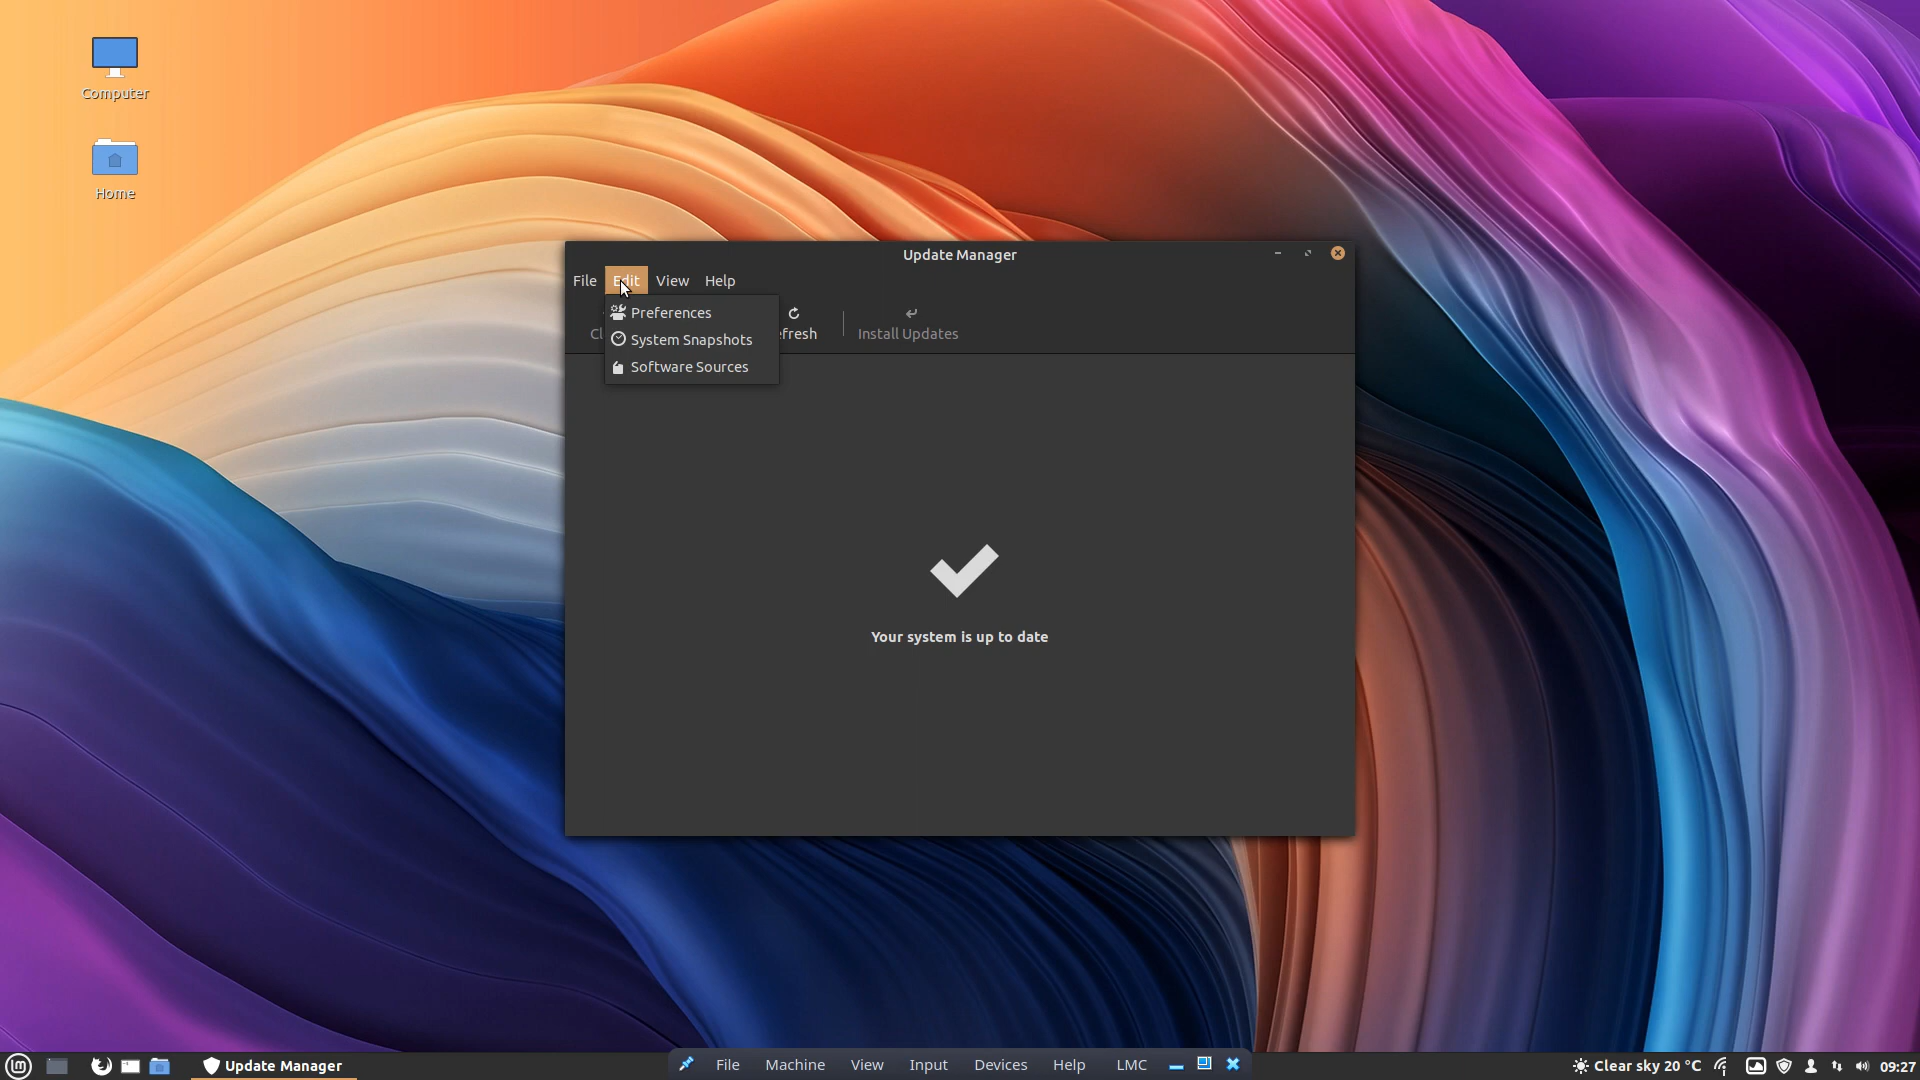 Computer
Home
Update Manager
File Edit View Help
Preferences
System Snapshots
Software Sources
Cl
efresh
Install Updates
Your system is up to date
Update Manager
File Machine View Input Devices Help LMC
Clear sky 20 °C
09:27